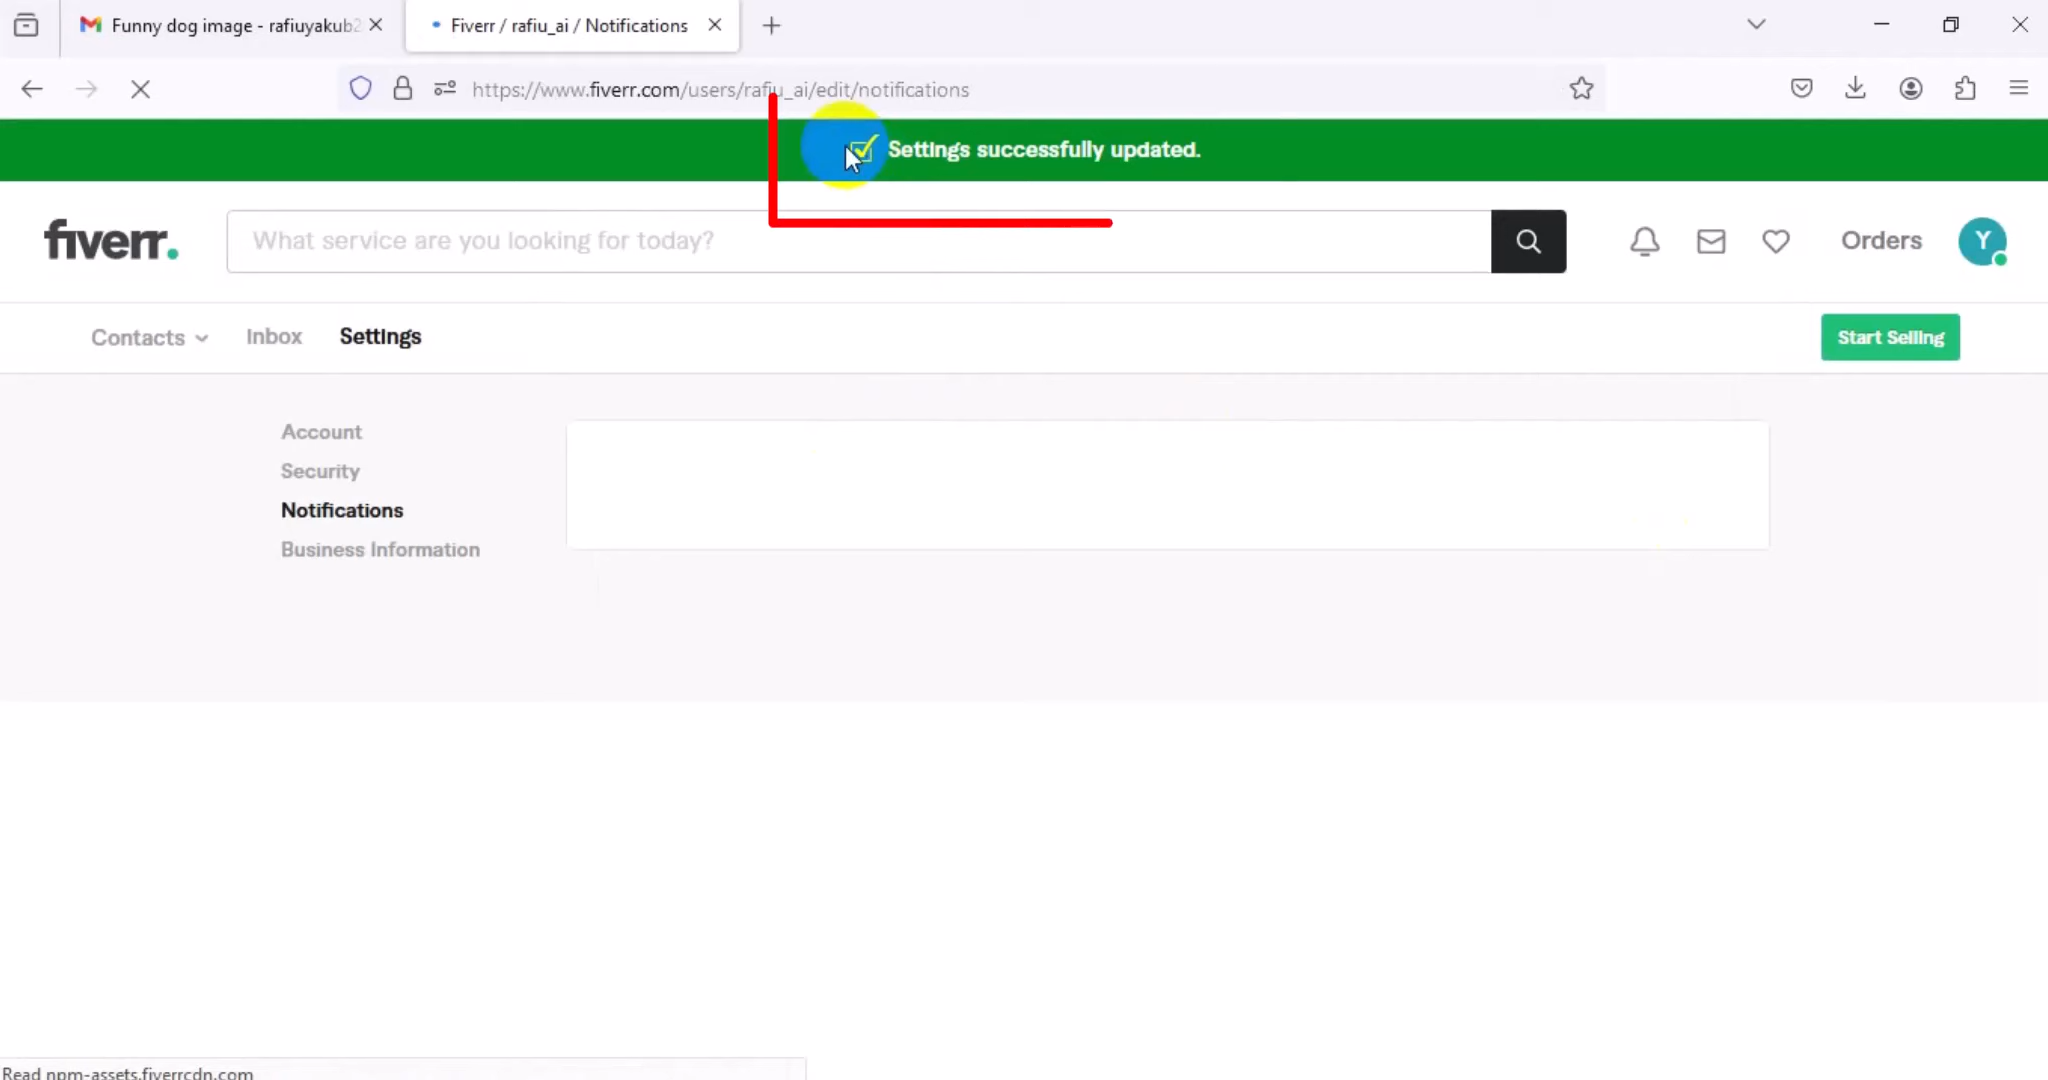 Funny dog image - rafiuyakub2
Fiverr / rafiu_ai / Notifications
https://www.fiverr.com/users/rafiu_ai/edit/notifications
Settings successfully updated.
fiverr.
What service are you looking for today?
Orders
Y
Contacts
Inbox
Settings
Start Selling
Account
Security
Notifications
Business Information
Read npm-assets.fiverrcdn.com